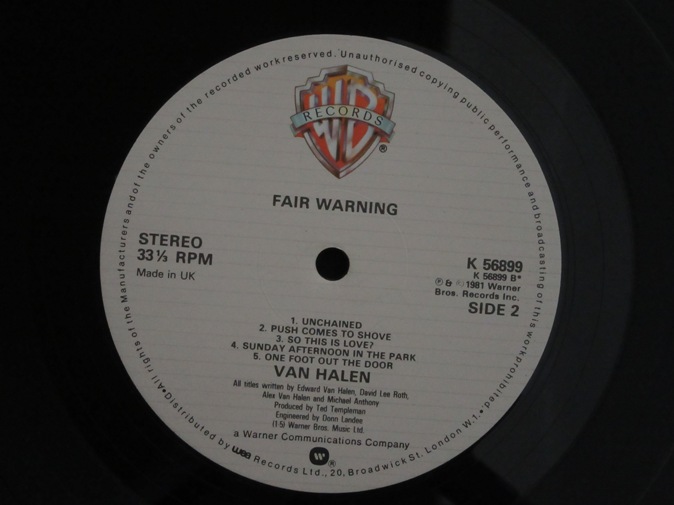 All rights of the Manufacturers and of the owners of the recorded work reserved. Unauthorised copying public performance and broadcasting of this work prohibited.
WB
RECORDS
®
FAIR WARNING
STEREO
33⅓ RPM
Made in UK
K 56899
K 56899 B*
Ⓟ & © 1981 Warner
Bros. Records Inc.
SIDE 2
1. UNCHAINED
2. PUSH COMES TO SHOVE
3. SO THIS IS LOVE?
4. SUNDAY AFTERNOON IN THE PARK
5. ONE FOOT OUT THE DOOR
VAN HALEN
All titles written by Edward Van Halen, David Lee Roth,
Alex Van Halen and Michael Anthony
Produced by Ted Templeman
Engineered by Donn Landee
(1-5) Warner Bros. Music Ltd.
a Warner Communications Company
®
•Distributed by wea Records Ltd., 20, Broadwick St. London W.1.•